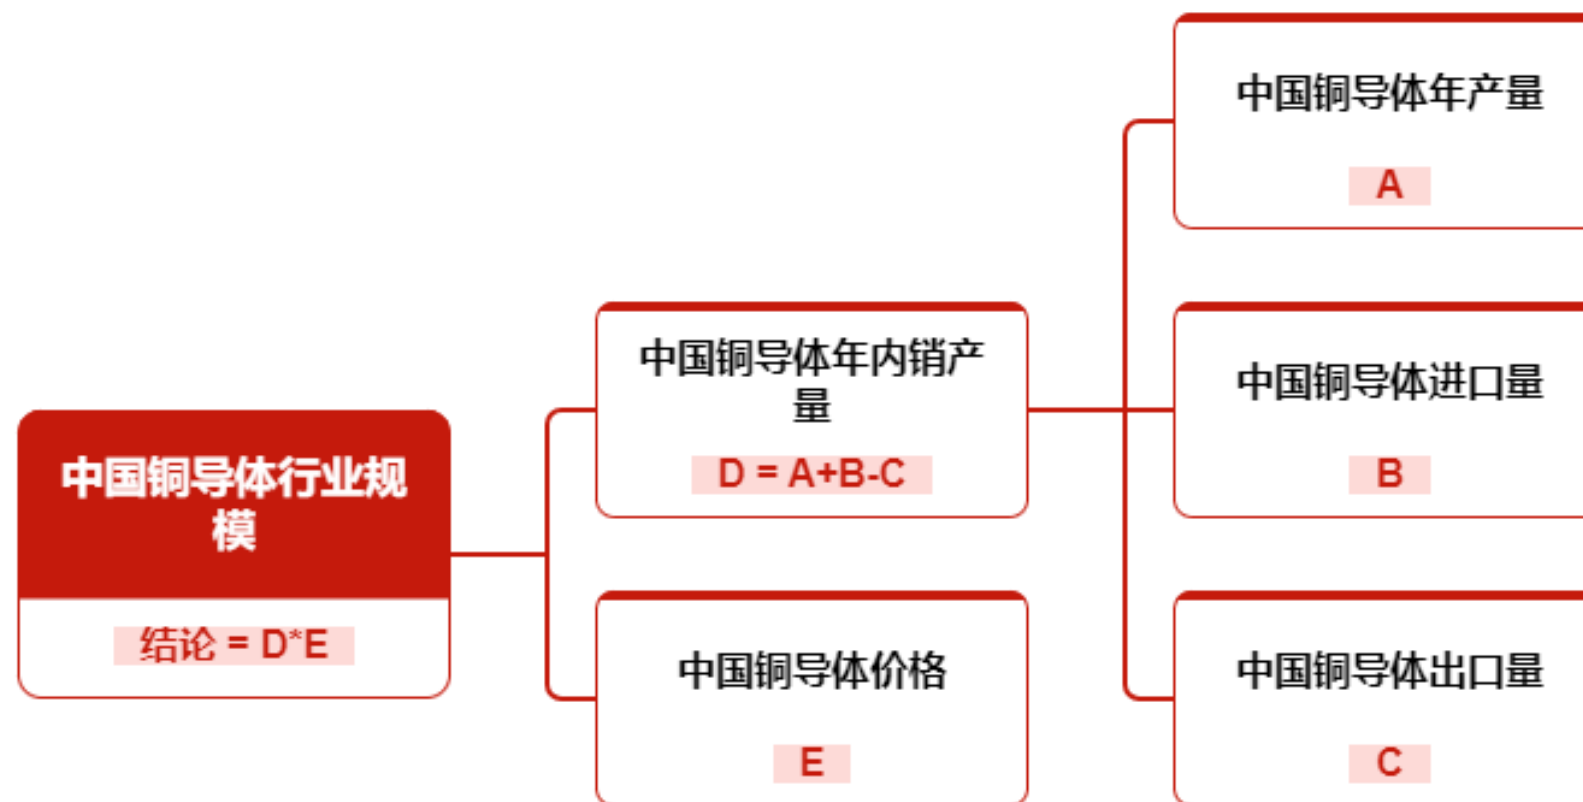 中国铜导体行业规
模
结论 = D*E
中国铜导体年内销产
量
D = A+B-C
中国铜导体价格
E
中国铜导体年产量
A
中国铜导体进口量
B
中国铜导体出口量
C